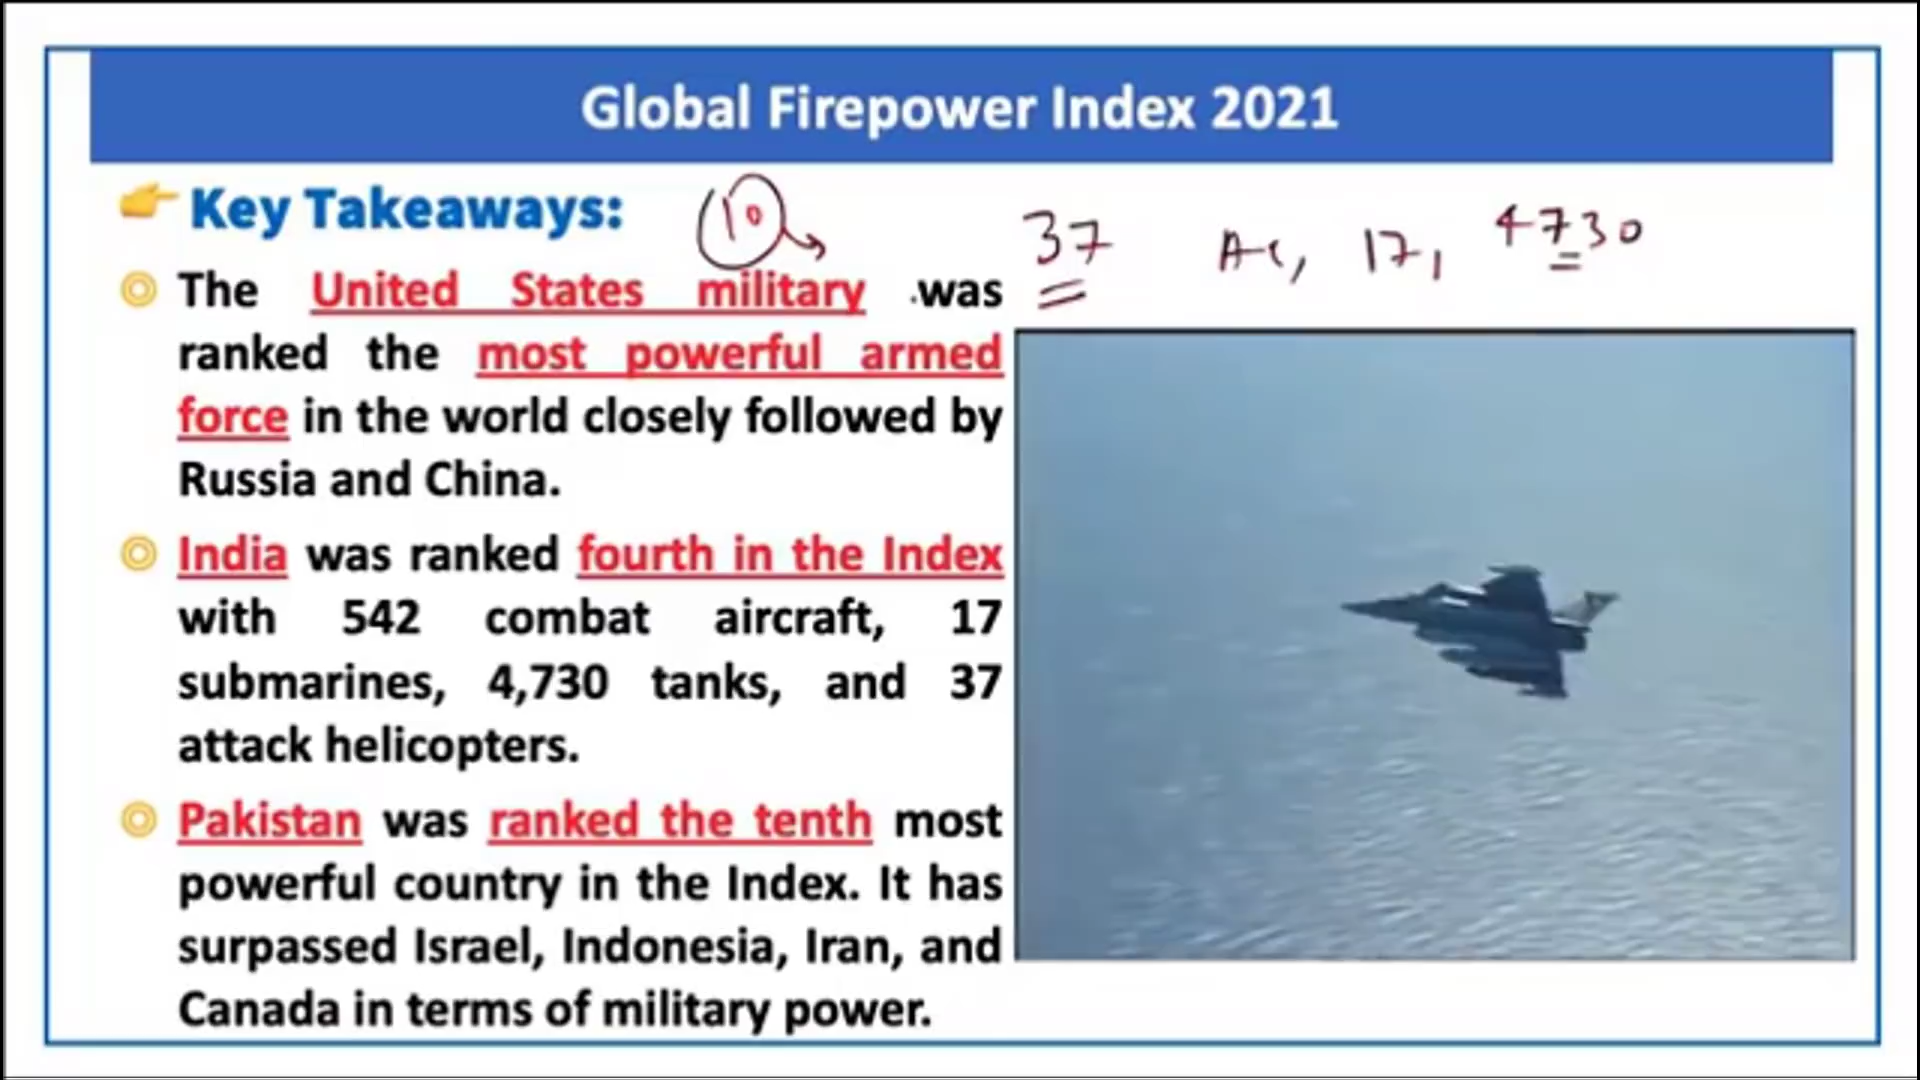 Global Firepower Index 2021
Key Takeaways:
10
37
17,
4730
The United States military was
ranked the most powerful armed
force in the world closely followed by
Russia and China.
India was ranked fourth in the Index
with 542 combat aircraft, 17
submarines, 4,730 tanks, and 37
attack helicopters.
Pakistan was ranked the tenth most
powerful country in the Index. It has
surpassed Israel, Indonesia, Iran, and
Canada in terms of military power.